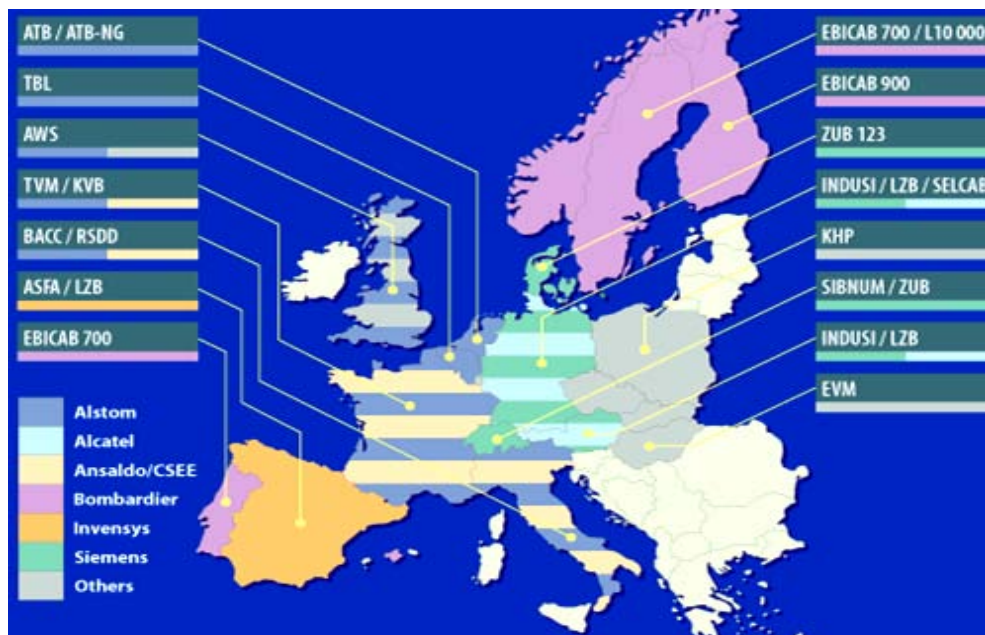 ATB / ATB-NG
TBL
AWS
TVM / KVB
BACC / RSDD
ASFA / LZB
EBICAB 700
Alstom
Alcatel
Ansaldo/CSEE
Bombardier
Invensys
Siemens
Others
EBICAB 700 / L10 000
EBICAB 900
ZUB 123
INDUSI / LZB / SELCAB
KHP
SIBNUM / ZUB
INDUSI / LZB
EVM